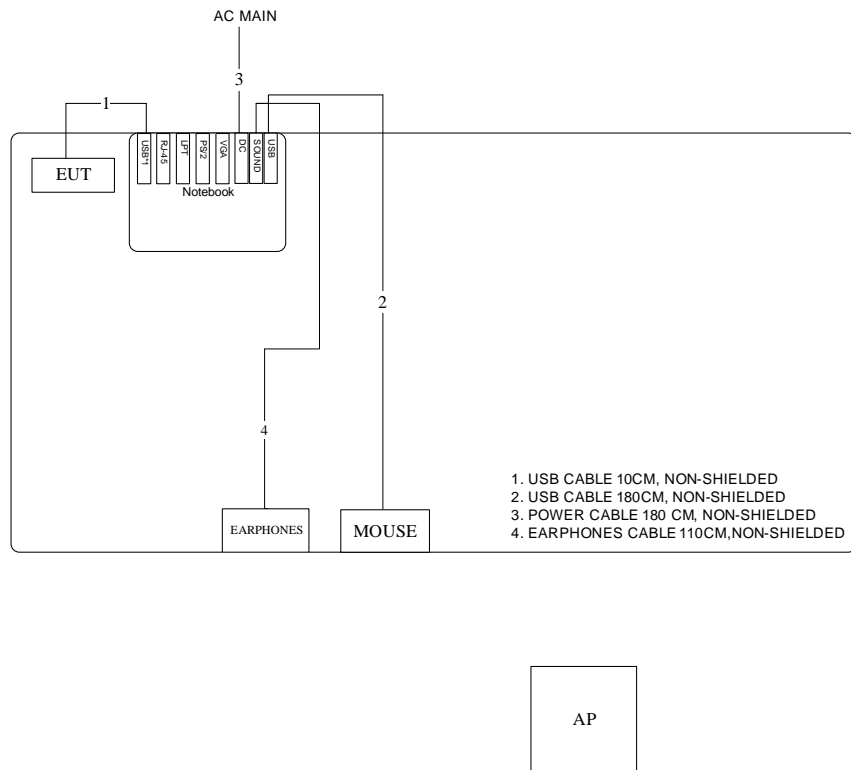 AC MAIN
3
1
USB*1
RJ-45
LPT
PS/2
VGA
DC
SOUND
USB
EUT
Notebook
2
4
1. USB CABLE 10CM, NON-SHIELDED
2. USB CABLE 180CM, NON-SHIELDED
3. POWER CABLE 180 CM, NON-SHIELDED
4. EARPHONES CABLE 110CM,NON-SHIELDED
EARPHONES
MOUSE
AP